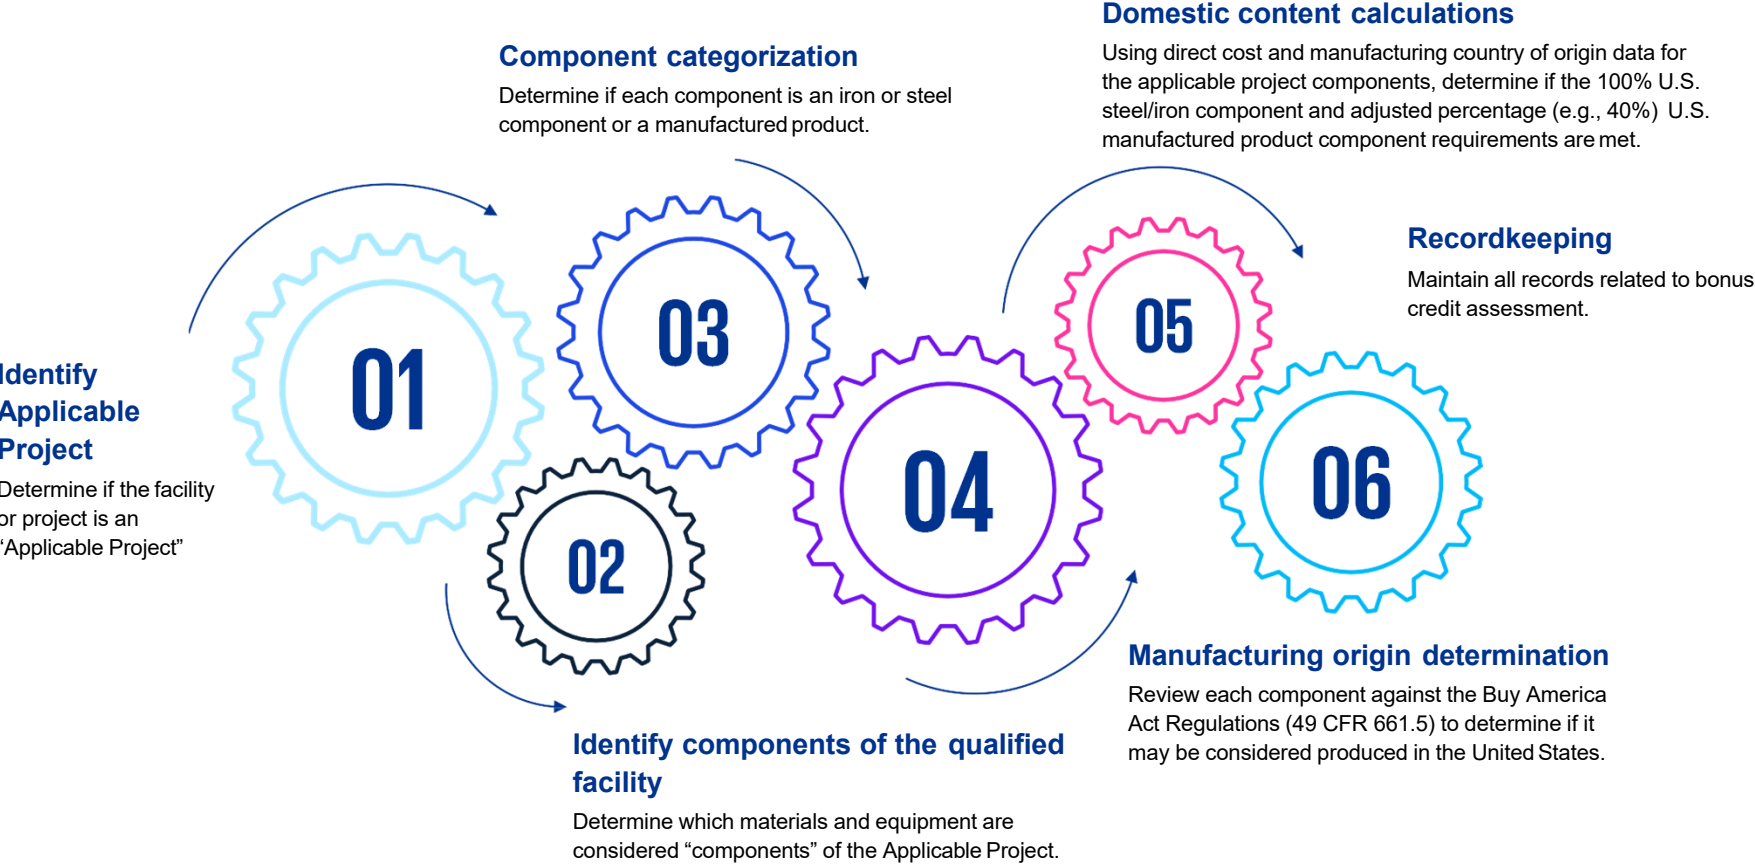 01
Identify
Applicable
Project
Determine if the facility
or project is an
“Applicable Project”
02
Identify components of the qualified
facility
Determine which materials and equipment are
considered “components” of the Applicable Project.
03
Component categorization
Determine if each component is an iron or steel
component or a manufactured product.
04
Manufacturing origin determination
Review each component against the Buy America
Act Regulations (49 CFR 661.5) to determine if it
may be considered produced in the United States.
05
Domestic content calculations
Using direct cost and manufacturing country of origin data for
the applicable project components, determine if the 100% U.S.
steel/iron component and adjusted percentage (e.g., 40%) U.S.
manufactured product component requirements are met.
06
Recordkeeping
Maintain all records related to bonus
credit assessment.